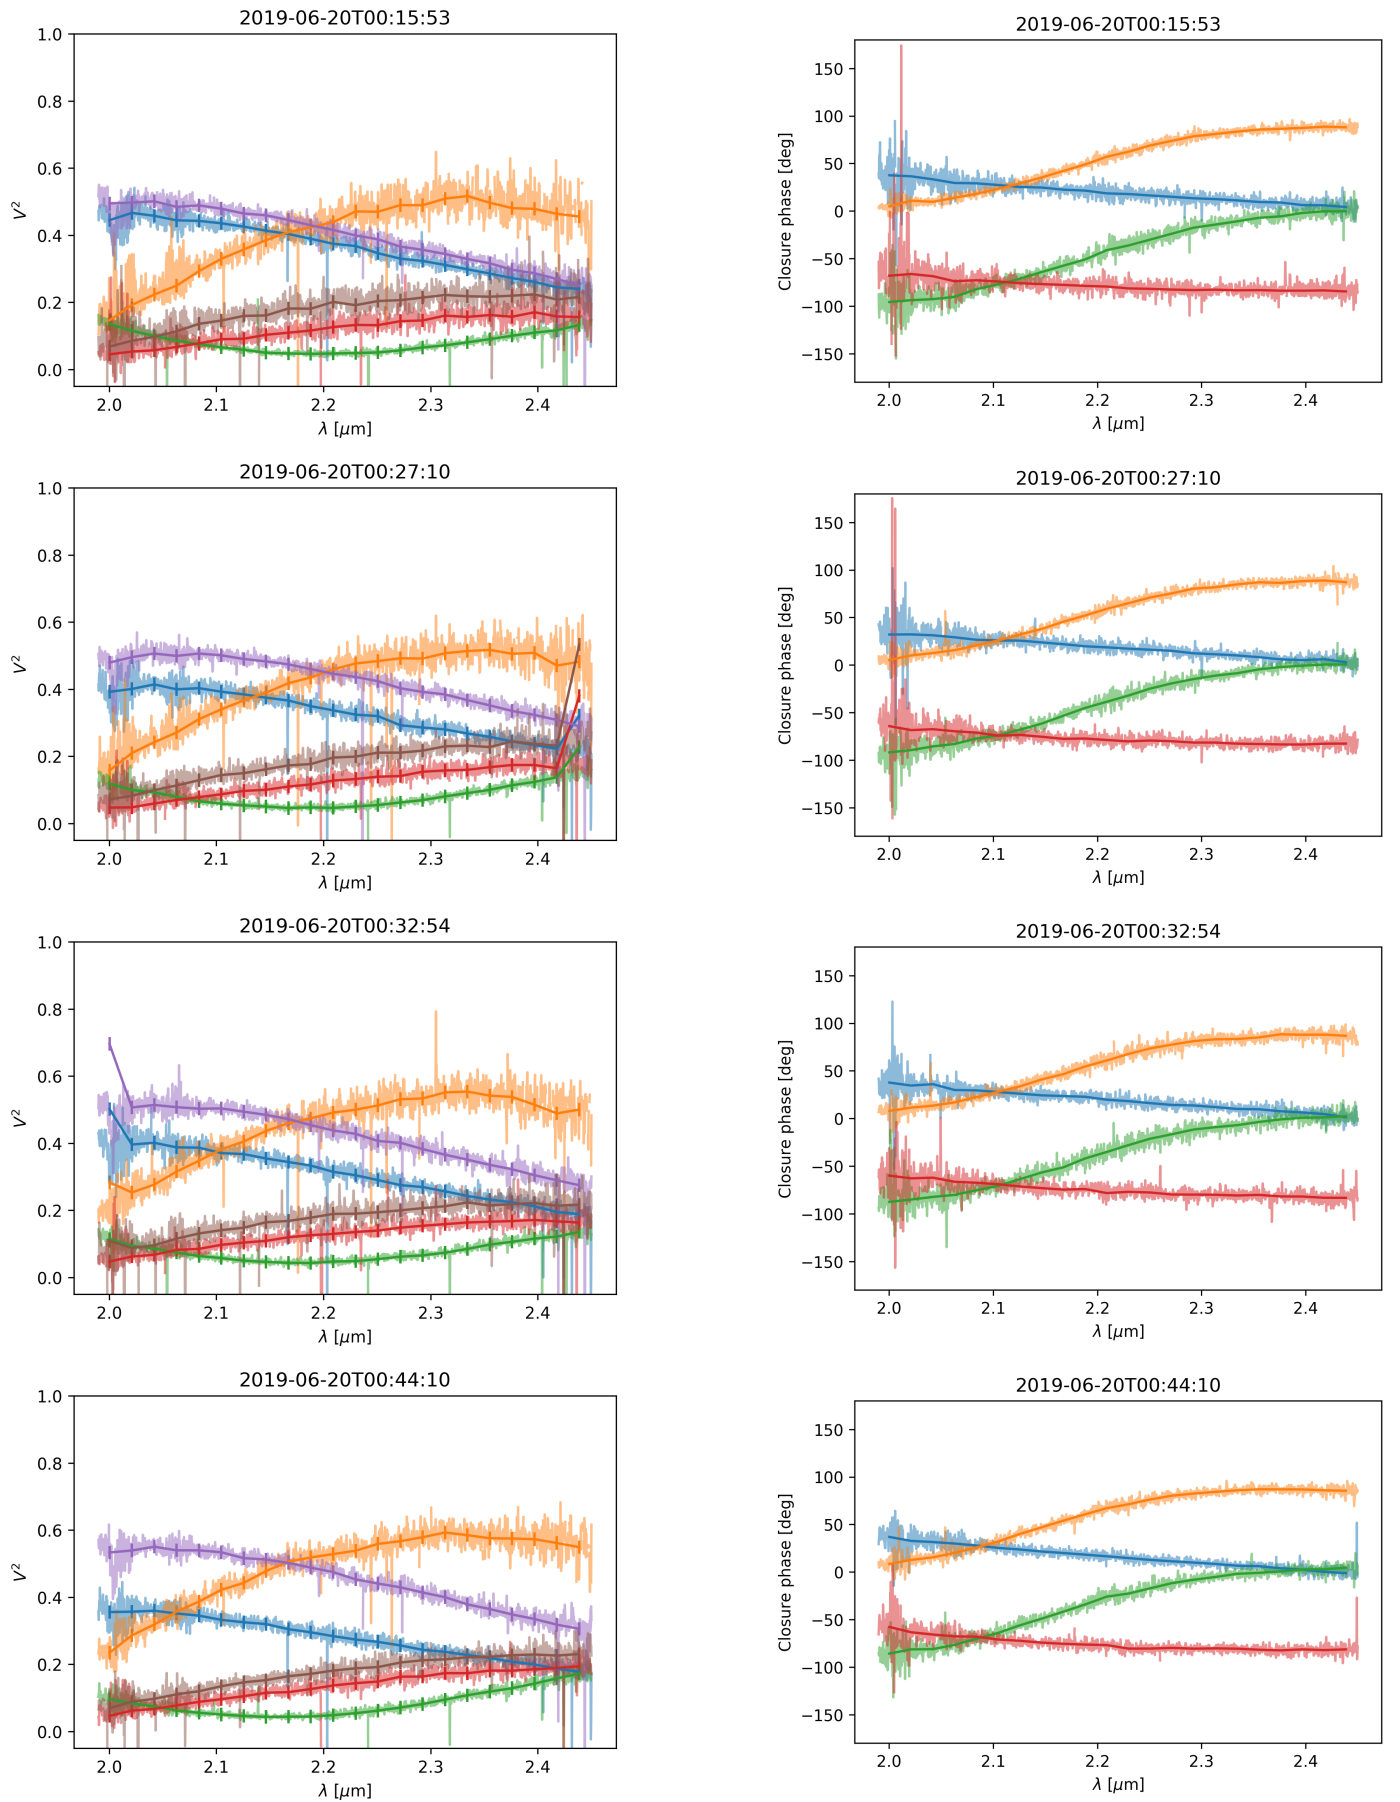 2019-06-20T00:15:53
1.0
0.8
0.6
V²
0.4
0.2
0.0
2.0 2.1 2.2 2.3 2.4
λ [μm]
2019-06-20T00:15:53
150
100
50
Closure phase [deg]
0
−50
−100
−150
2.0 2.1 2.2 2.3 2.4
λ [μm]
2019-06-20T00:27:10
1.0
0.8
0.6
V²
0.4
0.2
0.0
2.0 2.1 2.2 2.3 2.4
λ [μm]
2019-06-20T00:27:10
150
100
50
Closure phase [deg]
0
−50
−100
−150
2.0 2.1 2.2 2.3 2.4
λ [μm]
2019-06-20T00:32:54
1.0
0.8
0.6
V²
0.4
0.2
0.0
2.0 2.1 2.2 2.3 2.4
λ [μm]
2019-06-20T00:32:54
150
100
50
Closure phase [deg]
0
−50
−100
−150
2.0 2.1 2.2 2.3 2.4
λ [μm]
2019-06-20T00:44:10
1.0
0.8
0.6
V²
0.4
0.2
0.0
2.0 2.1 2.2 2.3 2.4
λ [μm]
2019-06-20T00:44:10
150
100
50
Closure phase [deg]
0
−50
−100
−150
2.0 2.1 2.2 2.3 2.4
λ [μm]